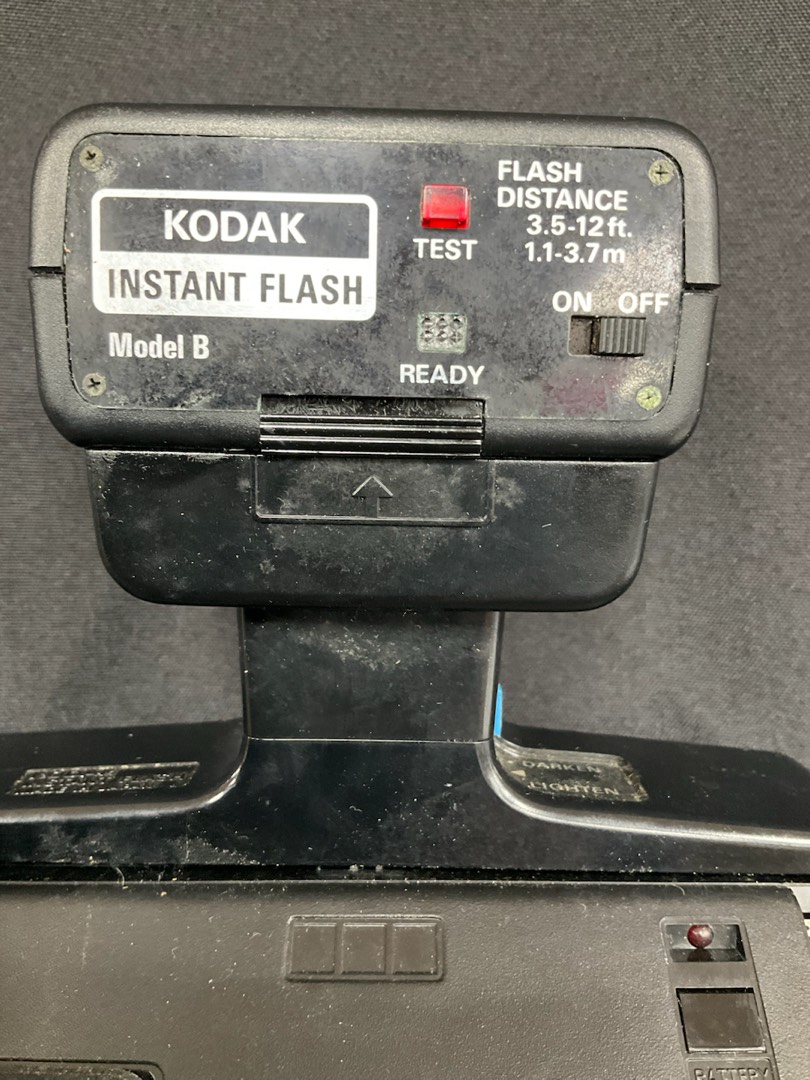 KODAK
INSTANT FLASH
Model B
TEST
READY
FLASH
DISTANCE
3.5-12 ft.
1.1-3.7 m
ON OFF
DARKEN
LIGHTEN
BATTERY